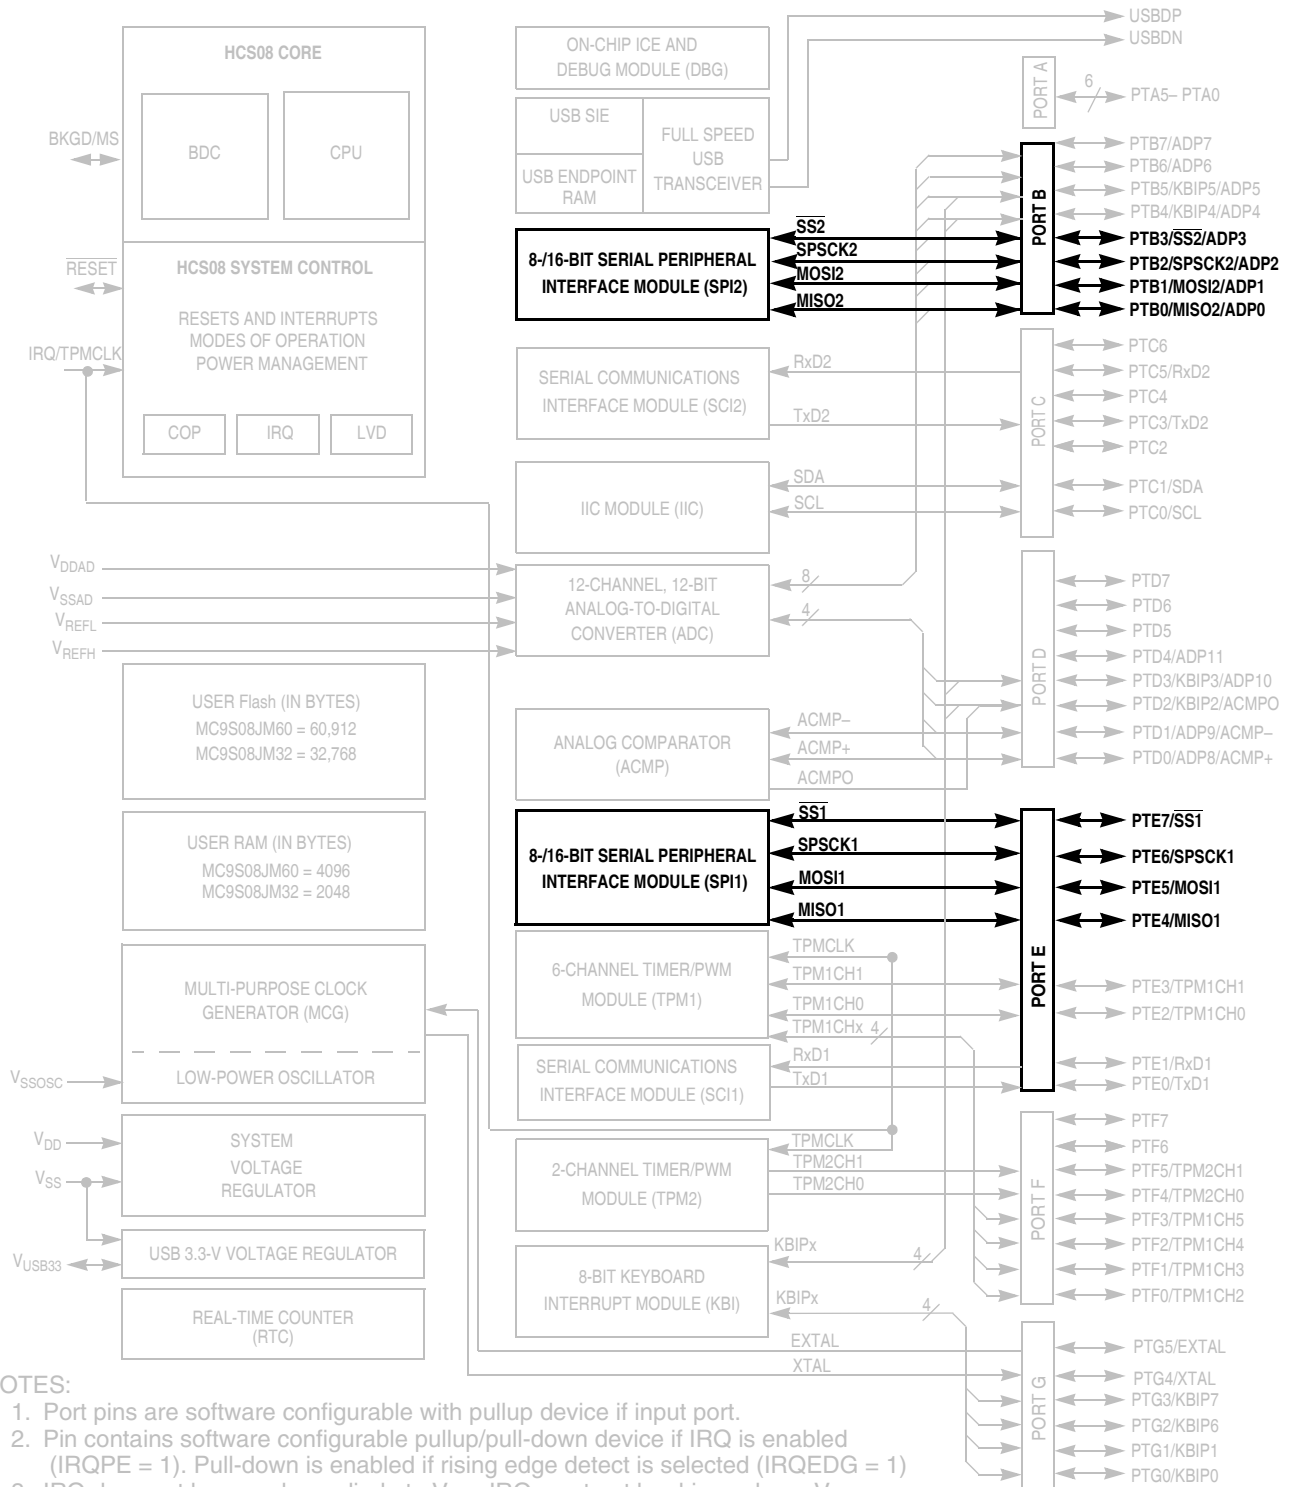 HCS08 CORE
BDC
CPU
BKGD/MS
HCS08 SYSTEM CONTROL
RESET
RESETS AND INTERRUPTS
MODES OF OPERATION
POWER MANAGEMENT
IRQ/TPMCLK
COP
IRQ
LVD
VDDAD
VSSAD
VREFL
VREFH
USER Flash (IN BYTES)
MC9S08JM60 = 60,912
MC9S08JM32 = 32,768
USER RAM (IN BYTES)
MC9S08JM60 = 4096
MC9S08JM32 = 2048
MULTI-PURPOSE CLOCK
GENERATOR (MCG)
LOW-POWER OSCILLATOR
VSSOSC
VDD
VSS
SYSTEM
VOLTAGE
REGULATOR
VUSB33
USB 3.3-V VOLTAGE REGULATOR
REAL-TIME COUNTER
(RTC)
ON-CHIP ICE AND
DEBUG MODULE (DBG)
USB SIE
USB ENDPOINT
RAM
FULL SPEED
USB
TRANSCEIVER
USBDP
USBDN
8-/16-BIT SERIAL PERIPHERAL
INTERFACE MODULE (SPI2)
SS2
SPSCK2
MOSI2
MISO2
SERIAL COMMUNICATIONS
INTERFACE MODULE (SCI2)
RxD2
TxD2
IIC MODULE (IIC)
SDA
SCL
12-CHANNEL, 12-BIT
ANALOG-TO-DIGITAL
CONVERTER (ADC)
8
4
ANALOG COMPARATOR
(ACMP)
ACMP–
ACMP+
ACMPO
8-/16-BIT SERIAL PERIPHERAL
INTERFACE MODULE (SPI1)
SS1
SPSCK1
MOSI1
MISO1
6-CHANNEL TIMER/PWM
MODULE (TPM1)
TPMCLK
TPM1CH1
TPM1CH0
TPM1CHx 4
SERIAL COMMUNICATIONS
INTERFACE MODULE (SCI1)
RxD1
TxD1
2-CHANNEL TIMER/PWM
MODULE (TPM2)
TPMCLK
TPM2CH1
TPM2CH0
8-BIT KEYBOARD
INTERRUPT MODULE (KBI)
KBIPx
4
KBIPx
4
EXTAL
XTAL
PORT A
6
PTA5– PTA0
PORT B
PTB7/ADP7
PTB6/ADP6
PTB5/KBIP5/ADP5
PTB4/KBIP4/ADP4
PTB3/SS2/ADP3
PTB2/SPSCK2/ADP2
PTB1/MOSI2/ADP1
PTB0/MISO2/ADP0
PORT C
PTC6
PTC5/RxD2
PTC4
PTC3/TxD2
PTC2
PTC1/SDA
PTC0/SCL
PORT D
PTD7
PTD6
PTD5
PTD4/ADP11
PTD3/KBIP3/ADP10
PTD2/KBIP2/ACMPO
PTD1/ADP9/ACMP–
PTD0/ADP8/ACMP+
PORT E
PTE7/SS1
PTE6/SPSCK1
PTE5/MOSI1
PTE4/MISO1
PTE3/TPM1CH1
PTE2/TPM1CH0
PTE1/RxD1
PTE0/TxD1
PORT F
PTF7
PTF6
PTF5/TPM2CH1
PTF4/TPM2CH0
PTF3/TPM1CH5
PTF2/TPM1CH4
PTF1/TPM1CH3
PTF0/TPM1CH2
PORT G
PTG5/EXTAL
PTG4/XTAL
PTG3/KBIP7
PTG2/KBIP6
PTG1/KBIP1
PTG0/KBIP0
OTES:
1. Port pins are software configurable with pullup device if input port.
2. Pin contains software configurable pullup/pull-down device if IRQ is enabled
(IRQPE = 1). Pull-down is enabled if rising edge detect is selected (IRQEDG = 1)